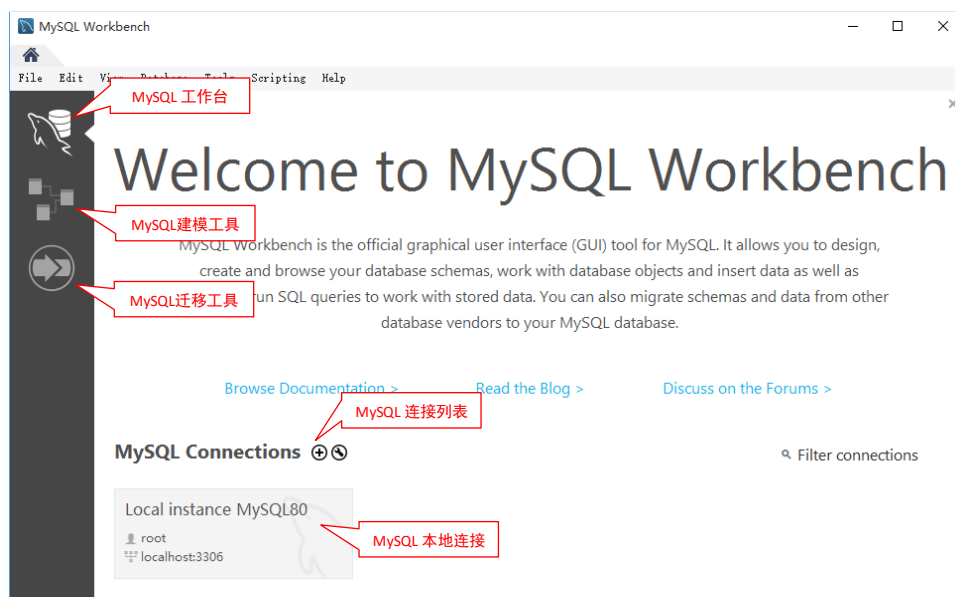 MySQL Workbench
File Edit Scripting Help
MySQL 工作台
Welcome to MySQL Workbench
MySQL建模工具
MySQL Workbench is the official graphical user interface (GUI) tool for MySQL. It allows you to design,
create and browse your database schemas, work with database objects and insert data as well as
MySQL迁移工具
run SQL queries to work with stored data. You can also migrate schemas and data from other
database vendors to your MySQL database.
Browse Documentation > Read the Blog > Discuss on the Forums >
MySQL 连接列表
MySQL Connections
Filter connections
Local instance MySQL80
root
localhost:3306
MySQL 本地连接